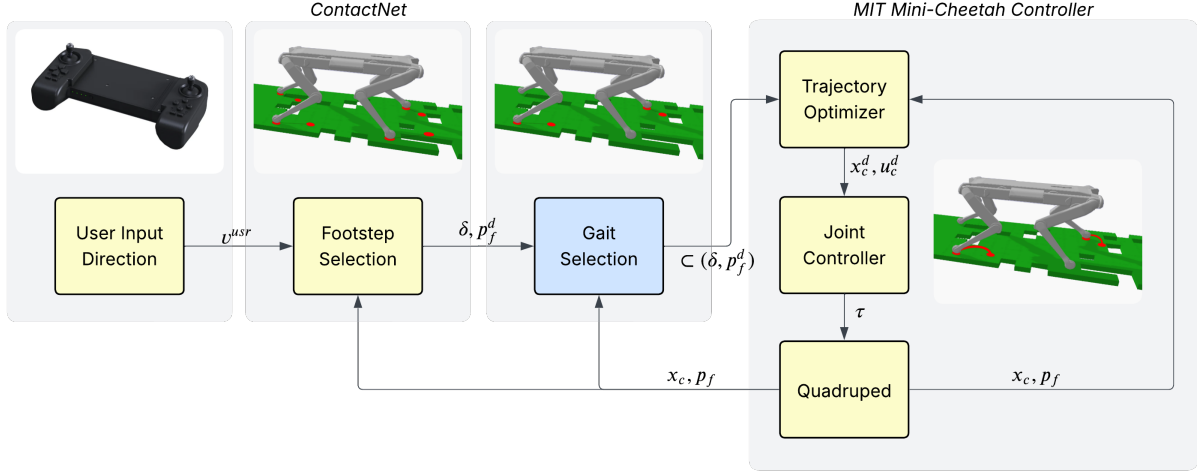 ContactNet
MIT Mini-Cheetah Controller
User Input
Direction
v^{usr}
Footstep
Selection
δ, p_f^d
Gait
Selection
⊂ (δ, p_f^d)
Trajectory
Optimizer
x_c^d, u_c^d
Joint
Controller
τ
Quadruped
x_c, p_f
x_c, p_f